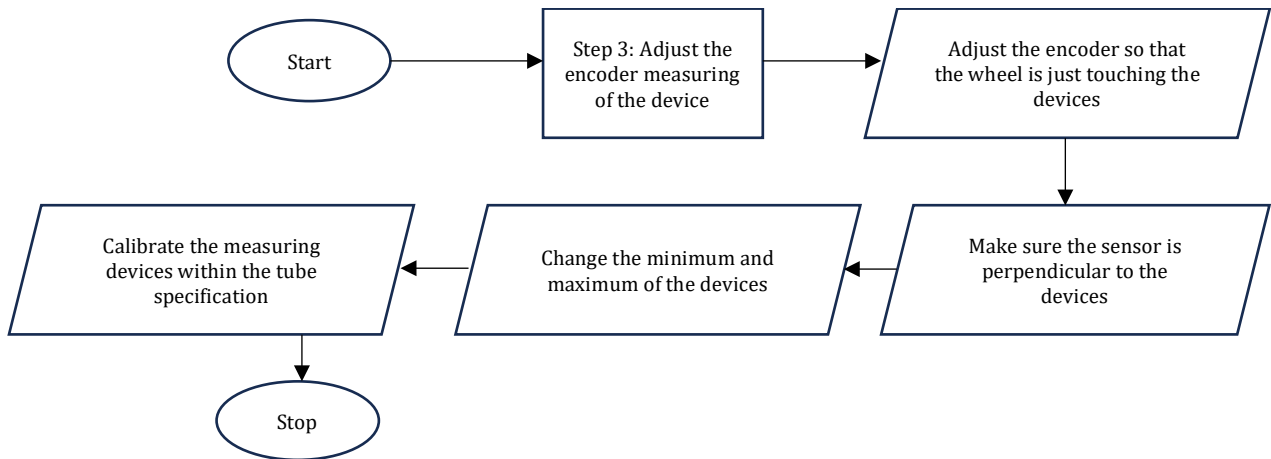 Start
Step 3: Adjust the
encoder measuring
of the device
Adjust the encoder so that
the wheel is just touching the
devices
Make sure the sensor is
perpendicular to the
devices
Change the minimum and
maximum of the devices
Calibrate the measuring
devices within the tube
specification
Stop